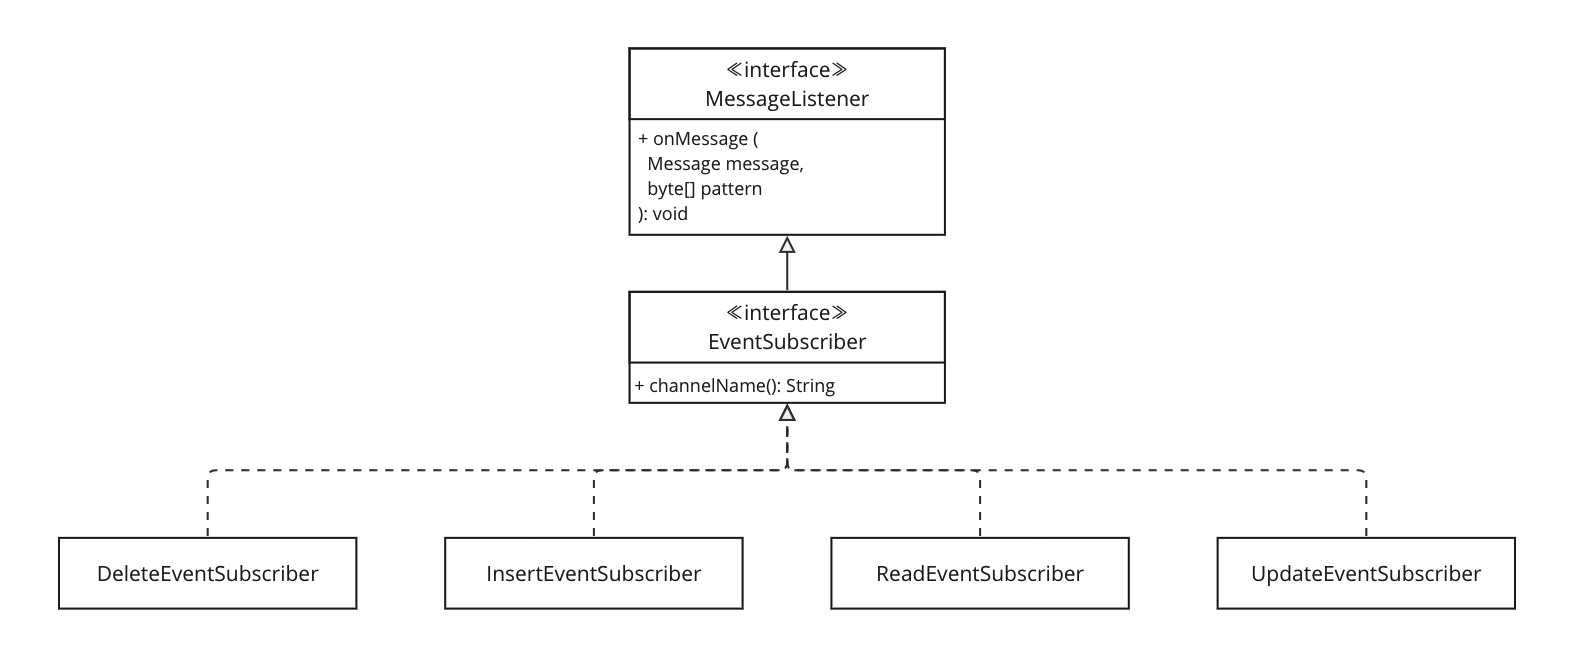 ≪interface≫
MessageListener
+ onMessage (
Message message,
byte[] pattern
): void
≪interface≫
EventSubscriber
+ channelName(): String
DeleteEventSubscriber
InsertEventSubscriber
ReadEventSubscriber
UpdateEventSubscriber